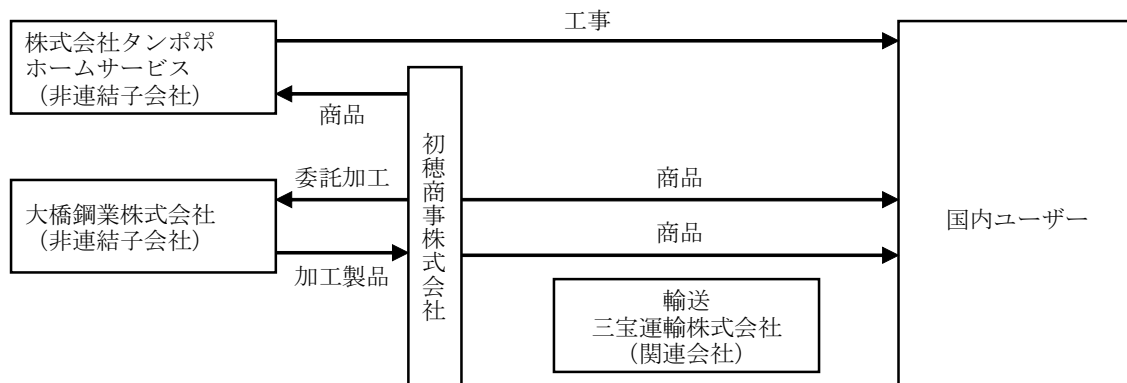 工事
株式会社タンポポ
ホームサービス
（非連結子会社）
商品
初穂商事株式会社
委託加工
商品
大橋鋼業株式会社
（非連結子会社）
国内ユーザー
商品
加工製品
輸送
三宝運輸株式会社
（関連会社）